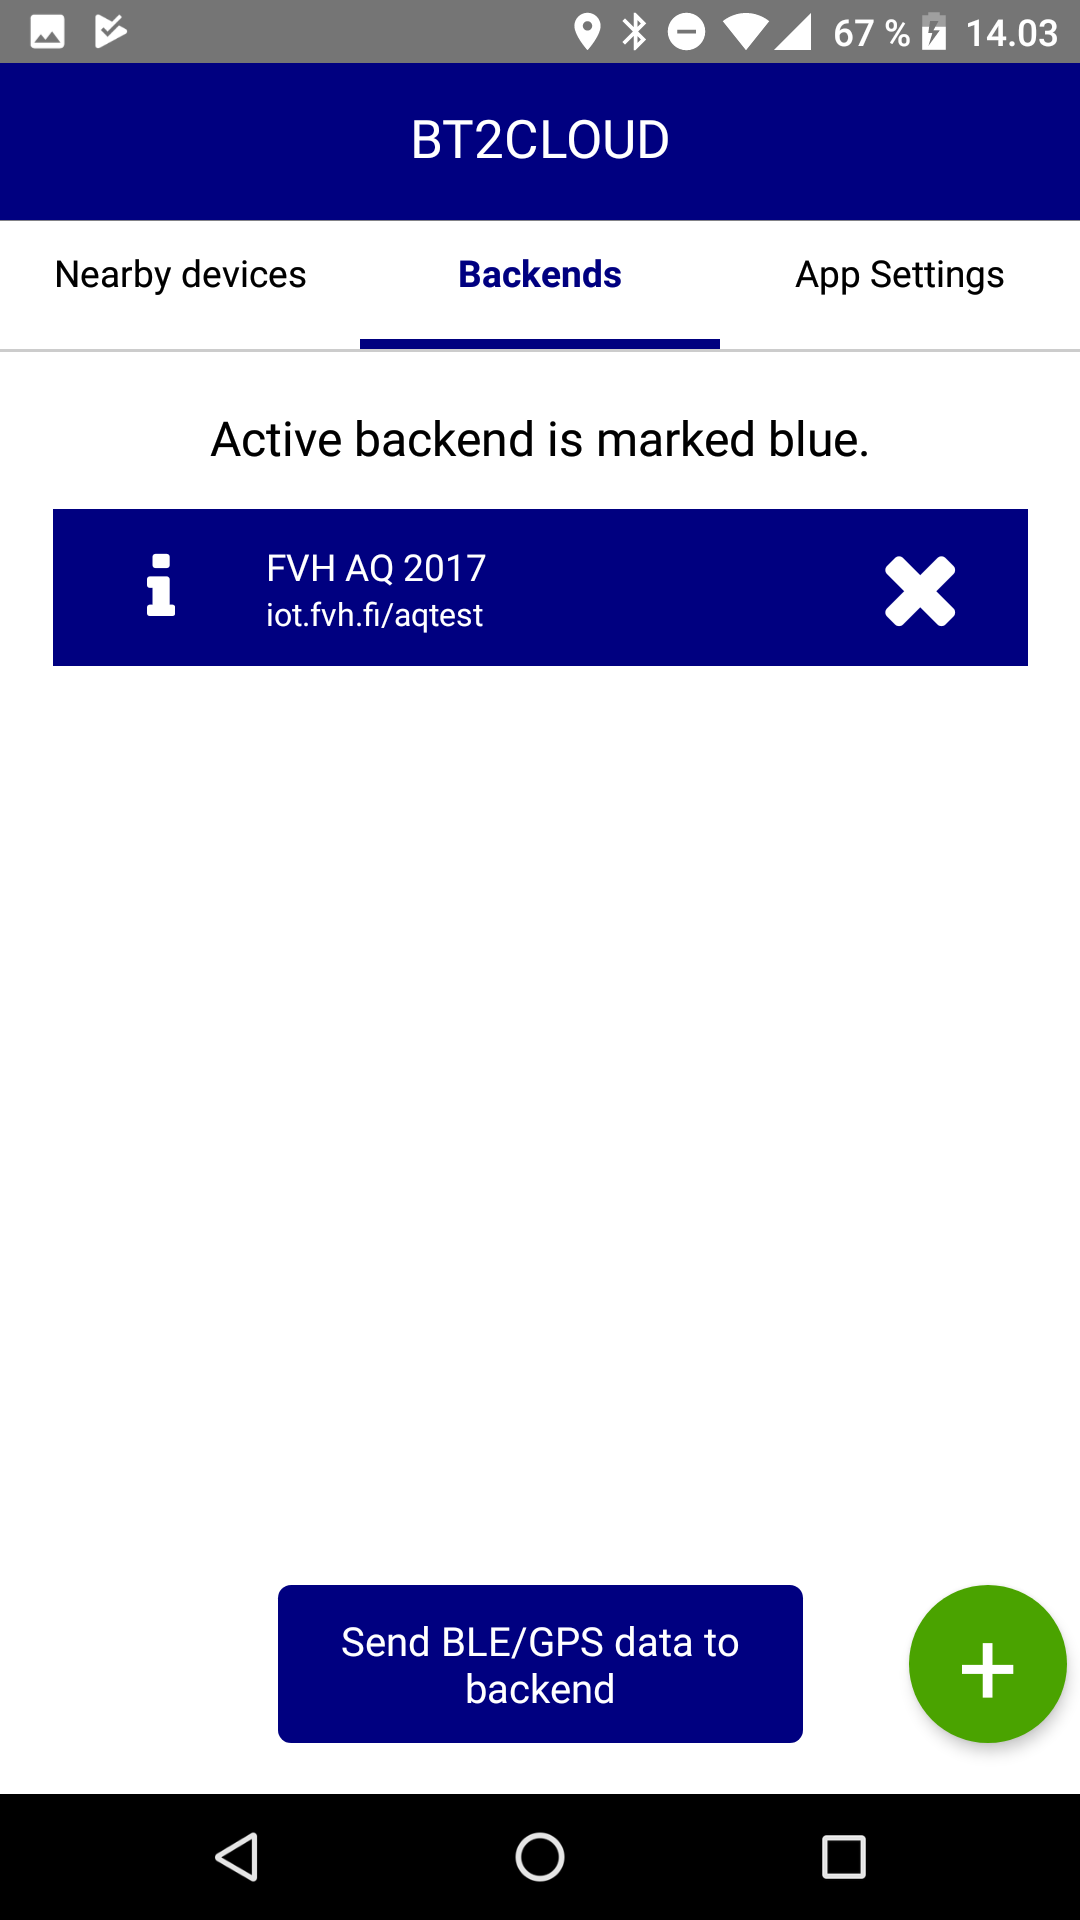 67 % 14.03
BT2CLOUD
Nearby devices Backends App Settings
Active backend is marked blue.
FVH AQ 2017
iot.fvh.fi/aqtest
Send BLE/GPS data to
backend
+